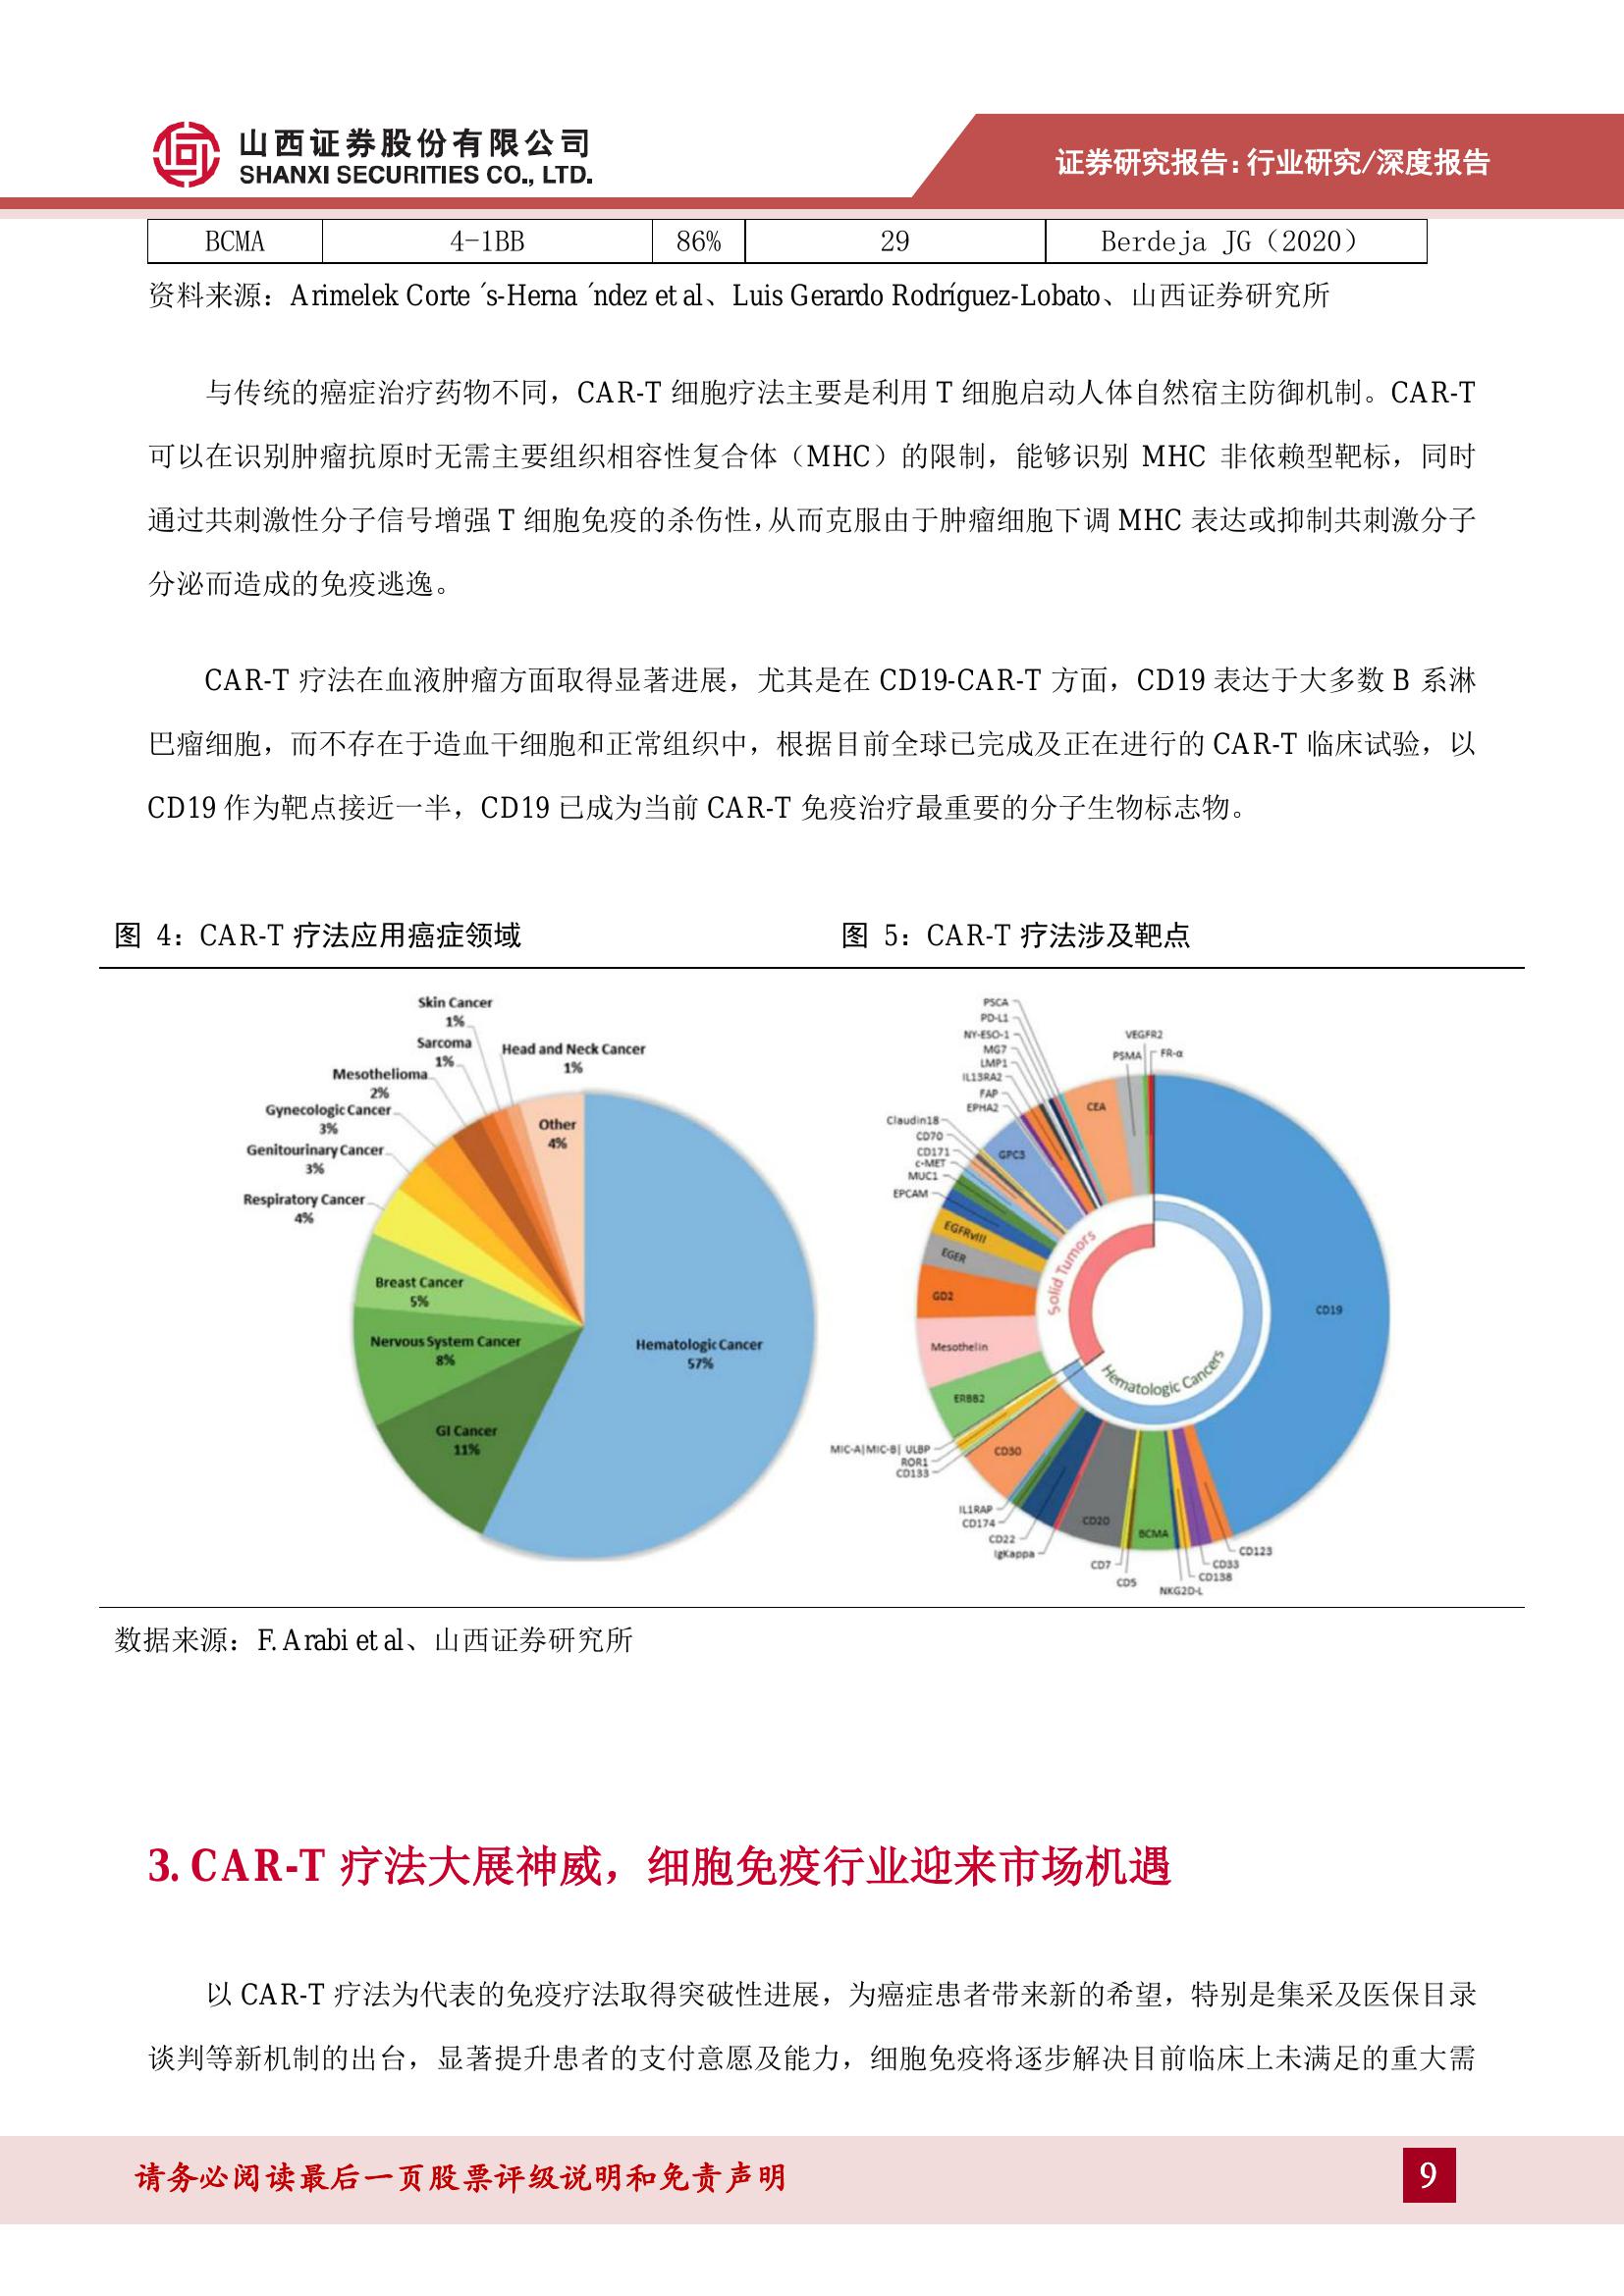 山西证券股份有限公司
SHANXI SECURITIES CO., LTD.
证券研究报告：行业研究/深度报告
BCMA 4-1BB 86% 29 Berdeja JG（2020）
资料来源：Arimelek Corte ´s-Herna ´ndez et al、Luis Gerardo Rodríguez-Lobato、山西证券研究所
与传统的癌症治疗药物不同，CAR-T 细胞疗法主要是利用 T 细胞启动人体自然宿主防御机制。CAR-T
可以在识别肿瘤抗原时无需主要组织相容性复合体（MHC）的限制，能够识别 MHC 非依赖型靶标，同时
通过共刺激性分子信号增强 T 细胞免疫的杀伤性，从而克服由于肿瘤细胞下调 MHC 表达或抑制共刺激分子
分泌而造成的免疫逃逸。
CAR-T 疗法在血液肿瘤方面取得显著进展，尤其是在 CD19-CAR-T 方面，CD19 表达于大多数 B 系淋
巴瘤细胞，而不存在于造血干细胞和正常组织中，根据目前全球已完成及正在进行的 CAR-T 临床试验，以
CD19 作为靶点接近一半，CD19 已成为当前 CAR-T 免疫治疗最重要的分子生物标志物。
图 4：CAR-T 疗法应用癌症领域
Skin Cancer
1%
Sarcoma
1%
Head and Neck Cancer
1%
Mesothelioma
2%
Gynecologic Cancer
3%
Genitourinary Cancer
3%
Respiratory Cancer
4%
Other
4%
Breast Cancer
5%
Nervous System Cancer
8%
GI Cancer
11%
Hematologic Cancer
57%
图 5：CAR-T 疗法涉及靶点
PSCA
PD-L1
NY-ESO-1
MG7
LMP1
IL13RA2
FAP
EPHA2
Claudin18
CD70
CD171
c-MET
MUC1
EPCAM
VEGFR2
PSMA
FR-α
CEA
GPC3
EGFRvIII
EGER
GD2
Mesothelin
ERBB2
Solid Tumors
Hematologic Cancers
CD19
MIC-A|MIC-B| ULBP
ROR1
CD133
CD30
IL1RAP
CD174
CD22
IgKappa
CD20
CD7
CD5
BCMA
NKG2D-L
CD138
CD33
CD123
数据来源：F. Arabi et al、山西证券研究所
3. CAR-T 疗法大展神威，细胞免疫行业迎来市场机遇
以 CAR-T 疗法为代表的免疫疗法取得突破性进展，为癌症患者带来新的希望，特别是集采及医保目录
谈判等新机制的出台，显著提升患者的支付意愿及能力，细胞免疫将逐步解决目前临床上未满足的重大需
请务必阅读最后一页股票评级说明和免责声明
9